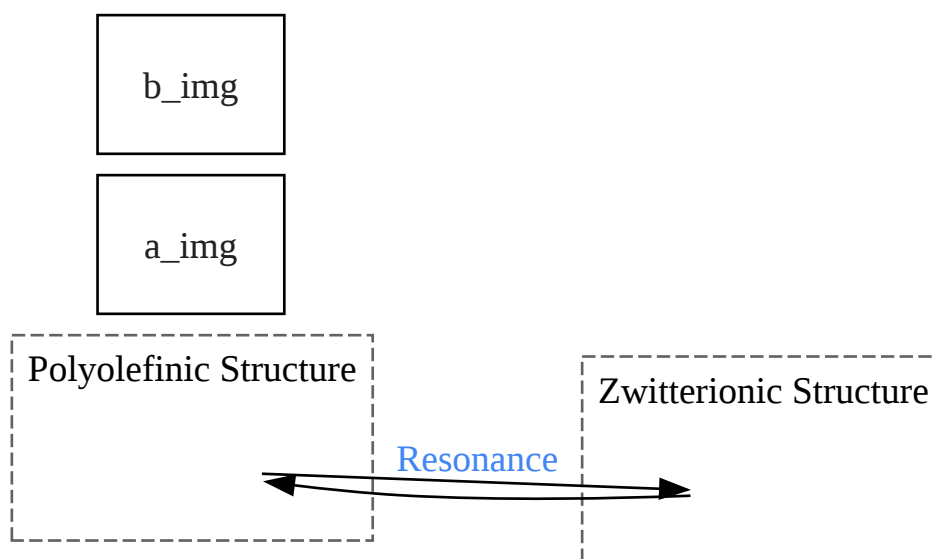 b_img
a_img
Polyolefinic Structure
Zwitterionic Structure
Resonance